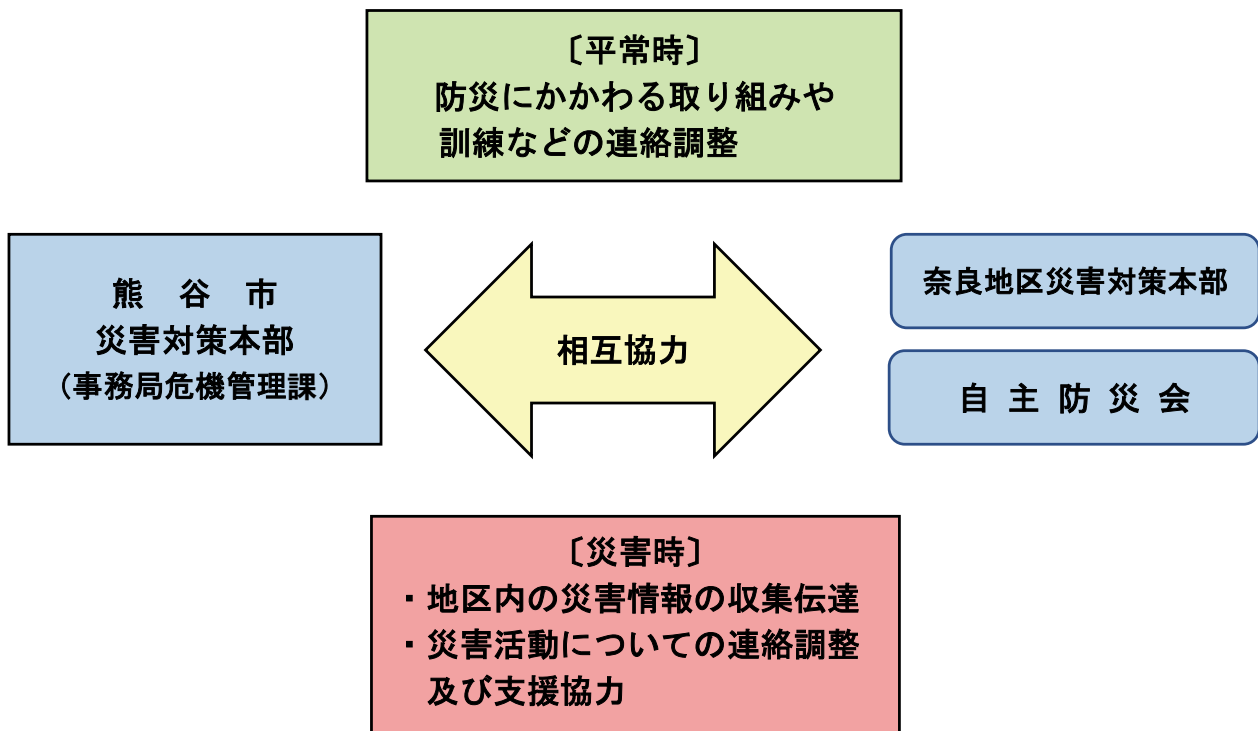 〔平常時〕
防災にかかわる取り組みや
訓練などの連絡調整
熊　谷　市
災害対策本部
（事務局危機管理課）
相互協力
奈良地区災害対策本部
自 主 防 災 会
〔災害時〕
・地区内の災害情報の収集伝達
・災害活動についての連絡調整
及び支援協力